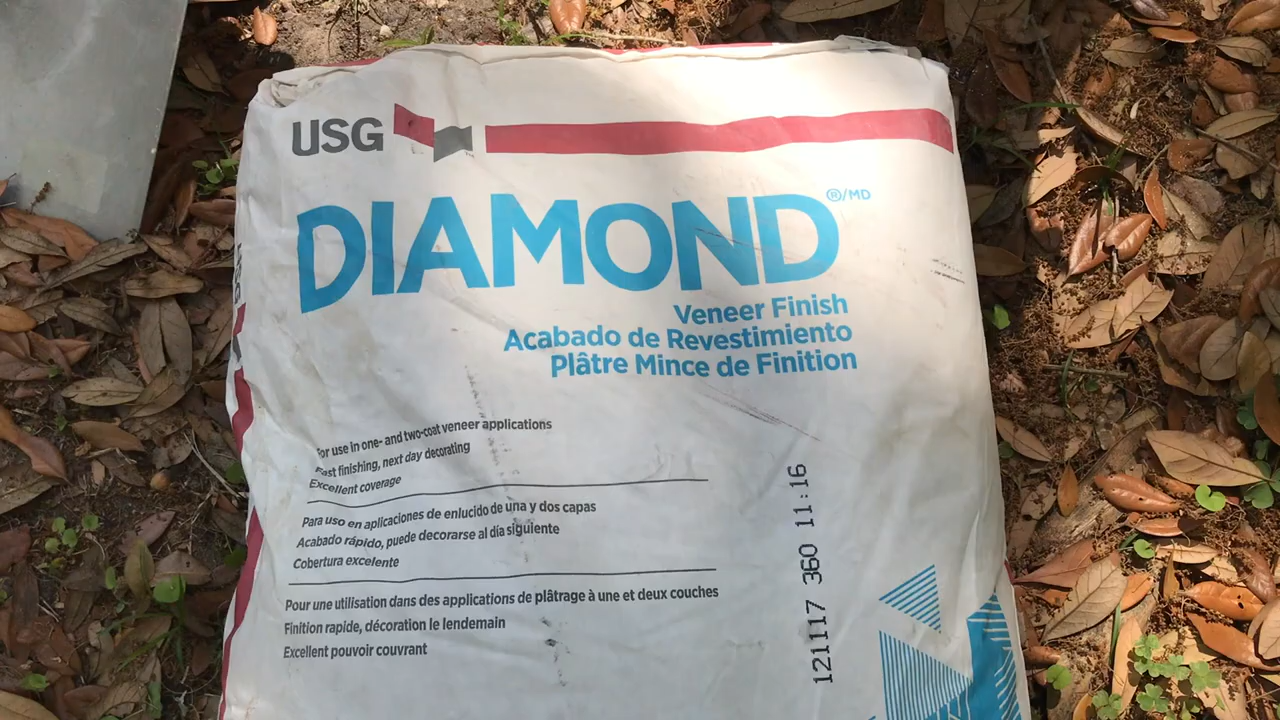 USG
DIAMOND®/MD
Veneer Finish
Acabado de Revestimiento
Plâtre Mince de Finition
For use in one- and two-coat veneer applications
Fast finishing, next day decorating
Excellent coverage
Para uso en aplicaciones de enlucido de una y dos capas
Acabado rápido, puede decorarse al día siguiente
Cobertura excelente
Pour une utilisation dans des applications de plâtrage à une et deux couches
Finition rapide, décoration le lendemain
Excellent pouvoir couvrant
121117 360 11:16